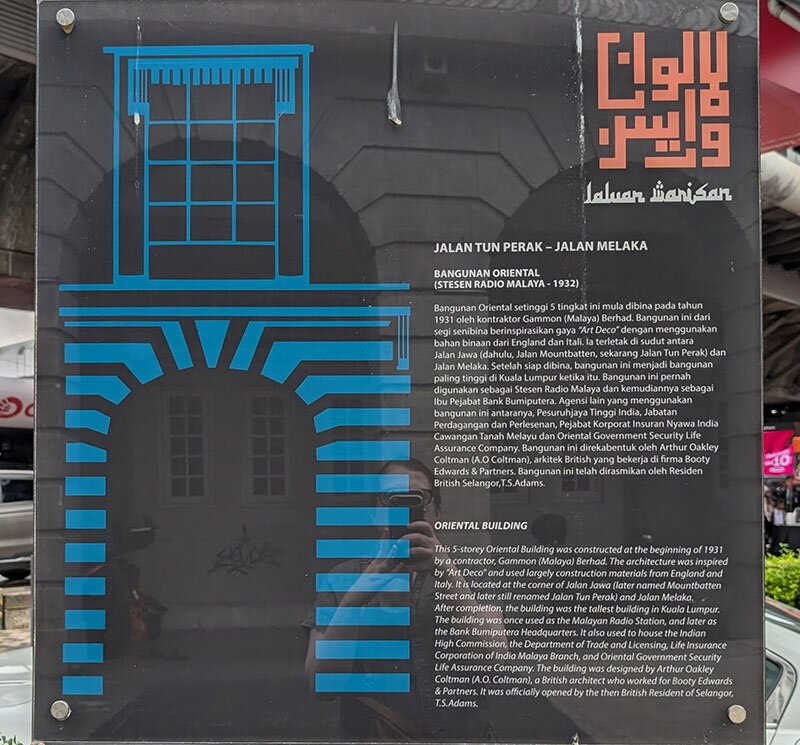 لالوان
واريسن
laluan warisan
JALAN TUN PERAK – JALAN MELAKA
BANGUNAN ORIENTAL
(STESEN RADIO MALAYA - 1932)
Bangunan Oriental setinggi 5 tingkat ini mula dibina pada tahun
1931 oleh kontraktor Gammon (Malaya) Berhad. Bangunan ini dari
segi senibina berinspirasikan gaya “Art Deco” dengan menggunakan
bahan binaan dari England dan Itali. Ia terletak di sudut antara
Jalan Jawa (dahulu, Jalan Mountbatten, sekarang Jalan Tun Perak) dan
Jalan Melaka. Setelah siap dibina, bangunan ini menjadi bangunan
paling tinggi di Kuala Lumpur ketika itu. Bangunan ini pernah
digunakan sebagai Stesen Radio Malaya dan kemudiannya sebagai
Ibu Pejabat Bank Bumiputera. Agensi lain yang menggunakan
bangunan ini antaranya, Pesuruhjaya Tinggi India, Jabatan
Perdagangan dan Perlesenan, Pejabat Korporat Insuran Nyawa India
Cawangan Tanah Melayu dan Oriental Government Security Life
Assurance Company. Bangunan ini direkabentuk oleh Arthur Oakley
Coltman (A.O Coltman), arkitek British yang bekerja di firma Booty
Edwards & Partners. Bangunan ini telah dirasmikan oleh Residen
British Selangor,T.S.Adams.
ORIENTAL BUILDING
This 5-storey Oriental Building was constructed at the beginning of 1931
by a contractor, Gammon (Malaya) Berhad. The architecture was inspired
by “Art Deco” and used largely construction materials from England and
Italy. It is located at the corner of Jalan Jawa (later named Mountbatten
Street and later still renamed Jalan Tun Perak) and Jalan Melaka.
After completion, the building was the tallest building in Kuala Lumpur.
The building was once used as the Malayan Radio Station, and later as
the Bank Bumiputera Headquarters. It also used to house the Indian
High Commission, the Department of Trade and Licensing, Life Insurance
Corporation of India Malaya Branch, and Oriental Government Security
Life Assurance Company. The building was designed by Arthur Oakley
Coltman (A.O. Coltman), a British architect who worked for Booty Edwards
& Partners. It was officially opened by the then British Resident of Selangor,
T.S.Adams.
10